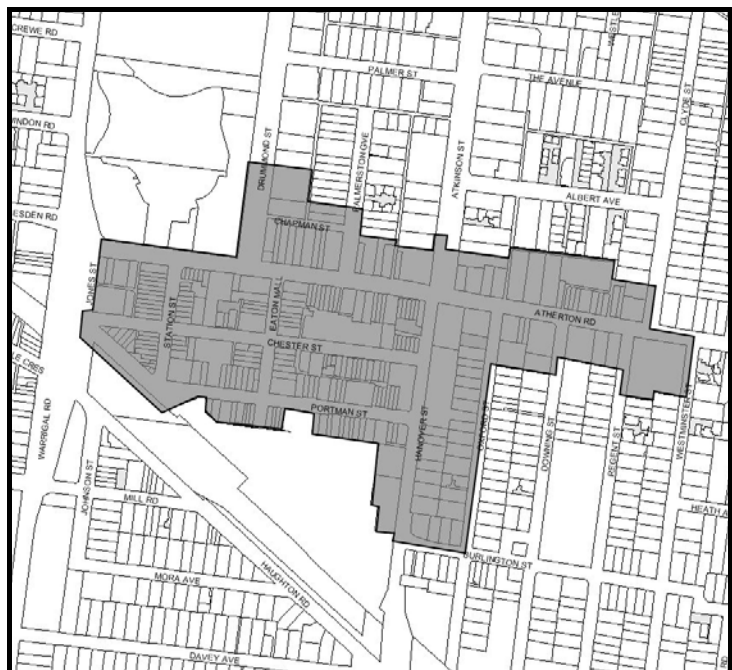 CREWE RD
PALMER ST
THE AVENUE
CLYDE ST
DRUMMOND ST
PALMERSTON GVE
ATKINSON ST
ALBERT AVE
CHAPMAN ST
JONES ST
STATION ST
EATON MALL
ATHERTON RD
CHESTER ST
PORTMAN ST
HANOVER ST
DOWNING ST
REGENT ST
WESTMINSTER ST
WARRIGAL RD
JOHNSON ST
MILL RD
HEATH A
BURLINGTON ST
HAUGHTON RD
MORA AVE
DAVEY AVE
RD